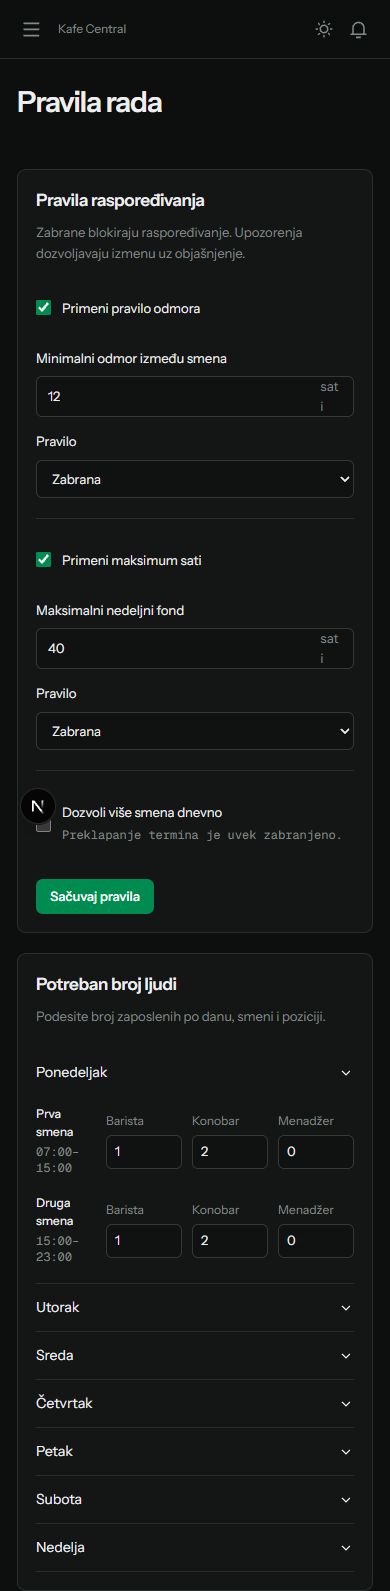 Kafe Central
Pravila rada
Pravila raspoređivanja
Zabrane blokiraju raspoređivanje. Upozorenja
dozvoljavaju izmenu uz objašnjenje.
Primeni pravilo odmora
Minimalni odmor između smena
12
sat
i
Pravilo
Zabrana
Primeni maksimum sati
Maksimalni nedeljni fond
40
sat
i
Pravilo
Zabrana
N
Dozvoli više smena dnevno
Preklapanje termina je uvek zabranjeno.
Sačuvaj pravila
Potreban broj ljudi
Podesite broj zaposlenih po danu, smeni i poziciji.
Ponedeljak
Prva
smena
07:00–
15:00
Barista Konobar Menadžer
1 2 0
Druga
smena
15:00–
23:00
Barista Konobar Menadžer
1 2 0
Utorak
Sreda
Četvrtak
Petak
Subota
Nedelja